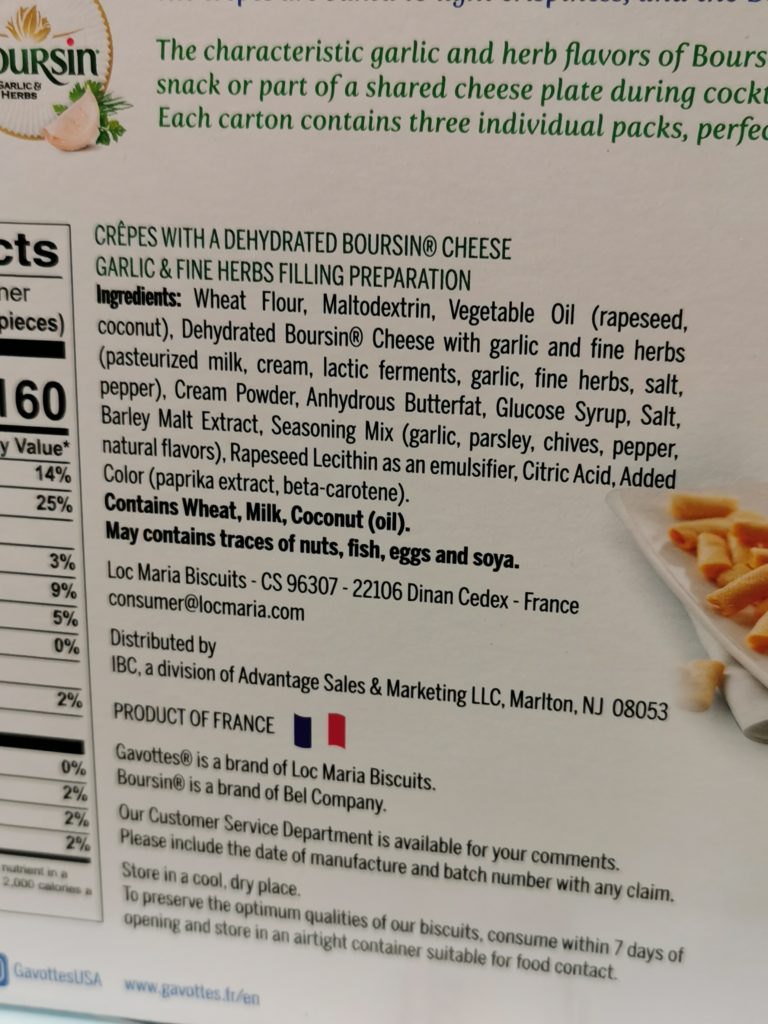 The characteristic garlic and herb flavors of Bours
snack or part of a shared cheese plate during cockt
Each carton contains three individual packs, perfec
OURSIN
GARLIC &
HERBS
CRÊPES WITH A DEHYDRATED BOURSIN® CHEESE
GARLIC & FINE HERBS FILLING PREPARATION
Ingredients: Wheat Flour, Maltodextrin, Vegetable Oil (rapeseed,
coconut), Dehydrated Boursin® Cheese with garlic and fine herbs
(pasteurized milk, cream, lactic ferments, garlic, fine herbs, salt,
pepper), Cream Powder, Anhydrous Butterfat, Glucose Syrup, Salt,
Barley Malt Extract, Seasoning Mix (garlic, parsley, chives, pepper,
natural flavors), Rapeseed Lecithin as an emulsifier, Citric Acid, Added
Color (paprika extract, beta-carotene).
Contains Wheat, Milk, Coconut (oil).
May contains traces of nuts, fish, eggs and soya.
Loc Maria Biscuits - CS 96307 - 22106 Dinan Cedex - France
consumer@locmaria.com
Distributed by
IBC, a division of Advantage Sales & Marketing LLC, Marlton, NJ 08053
PRODUCT OF FRANCE
Gavottes® is a brand of Loc Maria Biscuits.
Boursin® is a brand of Bel Company.
Our Customer Service Department is available for your comments.
Please include the date of manufacture and batch number with any claim.
Store in a cool, dry place.
To preserve the optimum qualities of our biscuits, consume within 7 days of
opening and store in an airtight container suitable for food contact.
cts
ner
pieces)
160
y Value*
14%
25%
3%
9%
5%
0%
2%
0%
2%
2%
2%
nutrient in a
2,000 calories a
GavottesUSA
www.gavottes.fr/en